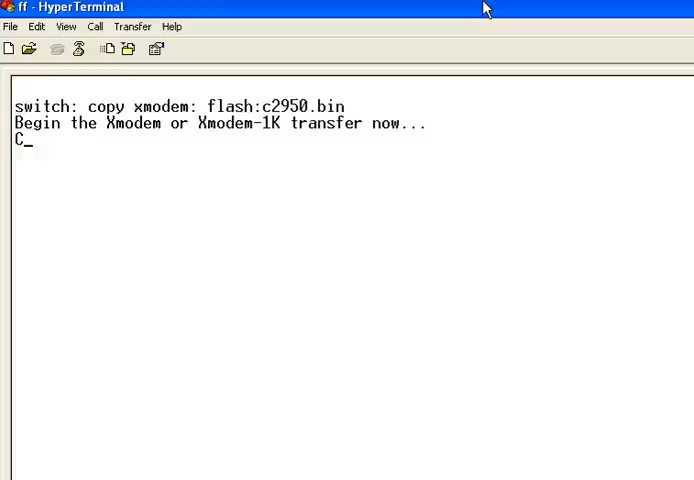 ff - HyperTerminal
File Edit View Call Transfer Help
switch: copy xmodem: flash:c2950.bin
Begin the Xmodem or Xmodem-1K transfer now...
C_